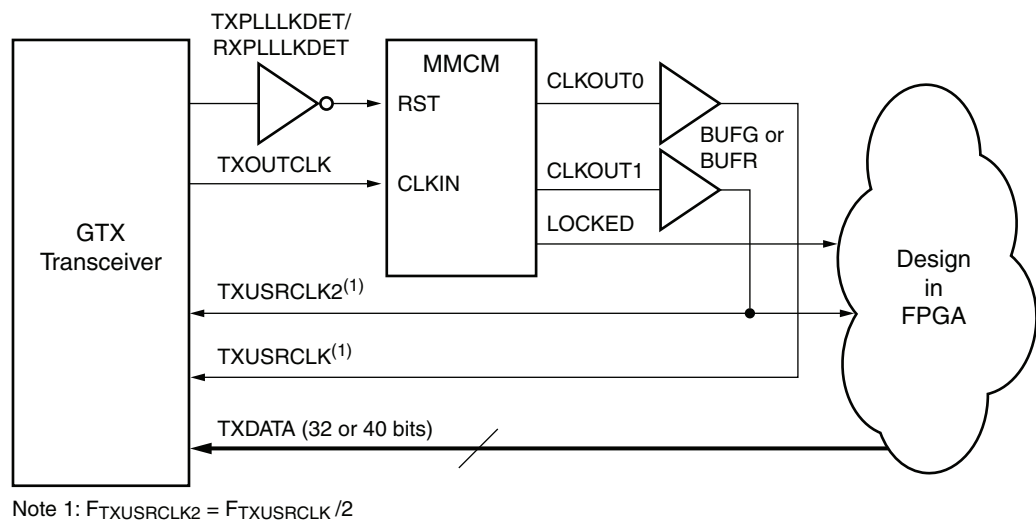 TXPLLLKDET/
RXPLLLKDET
MMCM
CLKOUT0
RST
BUFG or
BUFR
TXOUTCLK
CLKOUT1
CLKIN
LOCKED
GTX
Transceiver
Design
in
FPGA
TXUSRCLK2(1)
TXUSRCLK(1)
TXDATA (32 or 40 bits)
Note 1: FTXUSRCLK2 = FTXUSRCLK /2